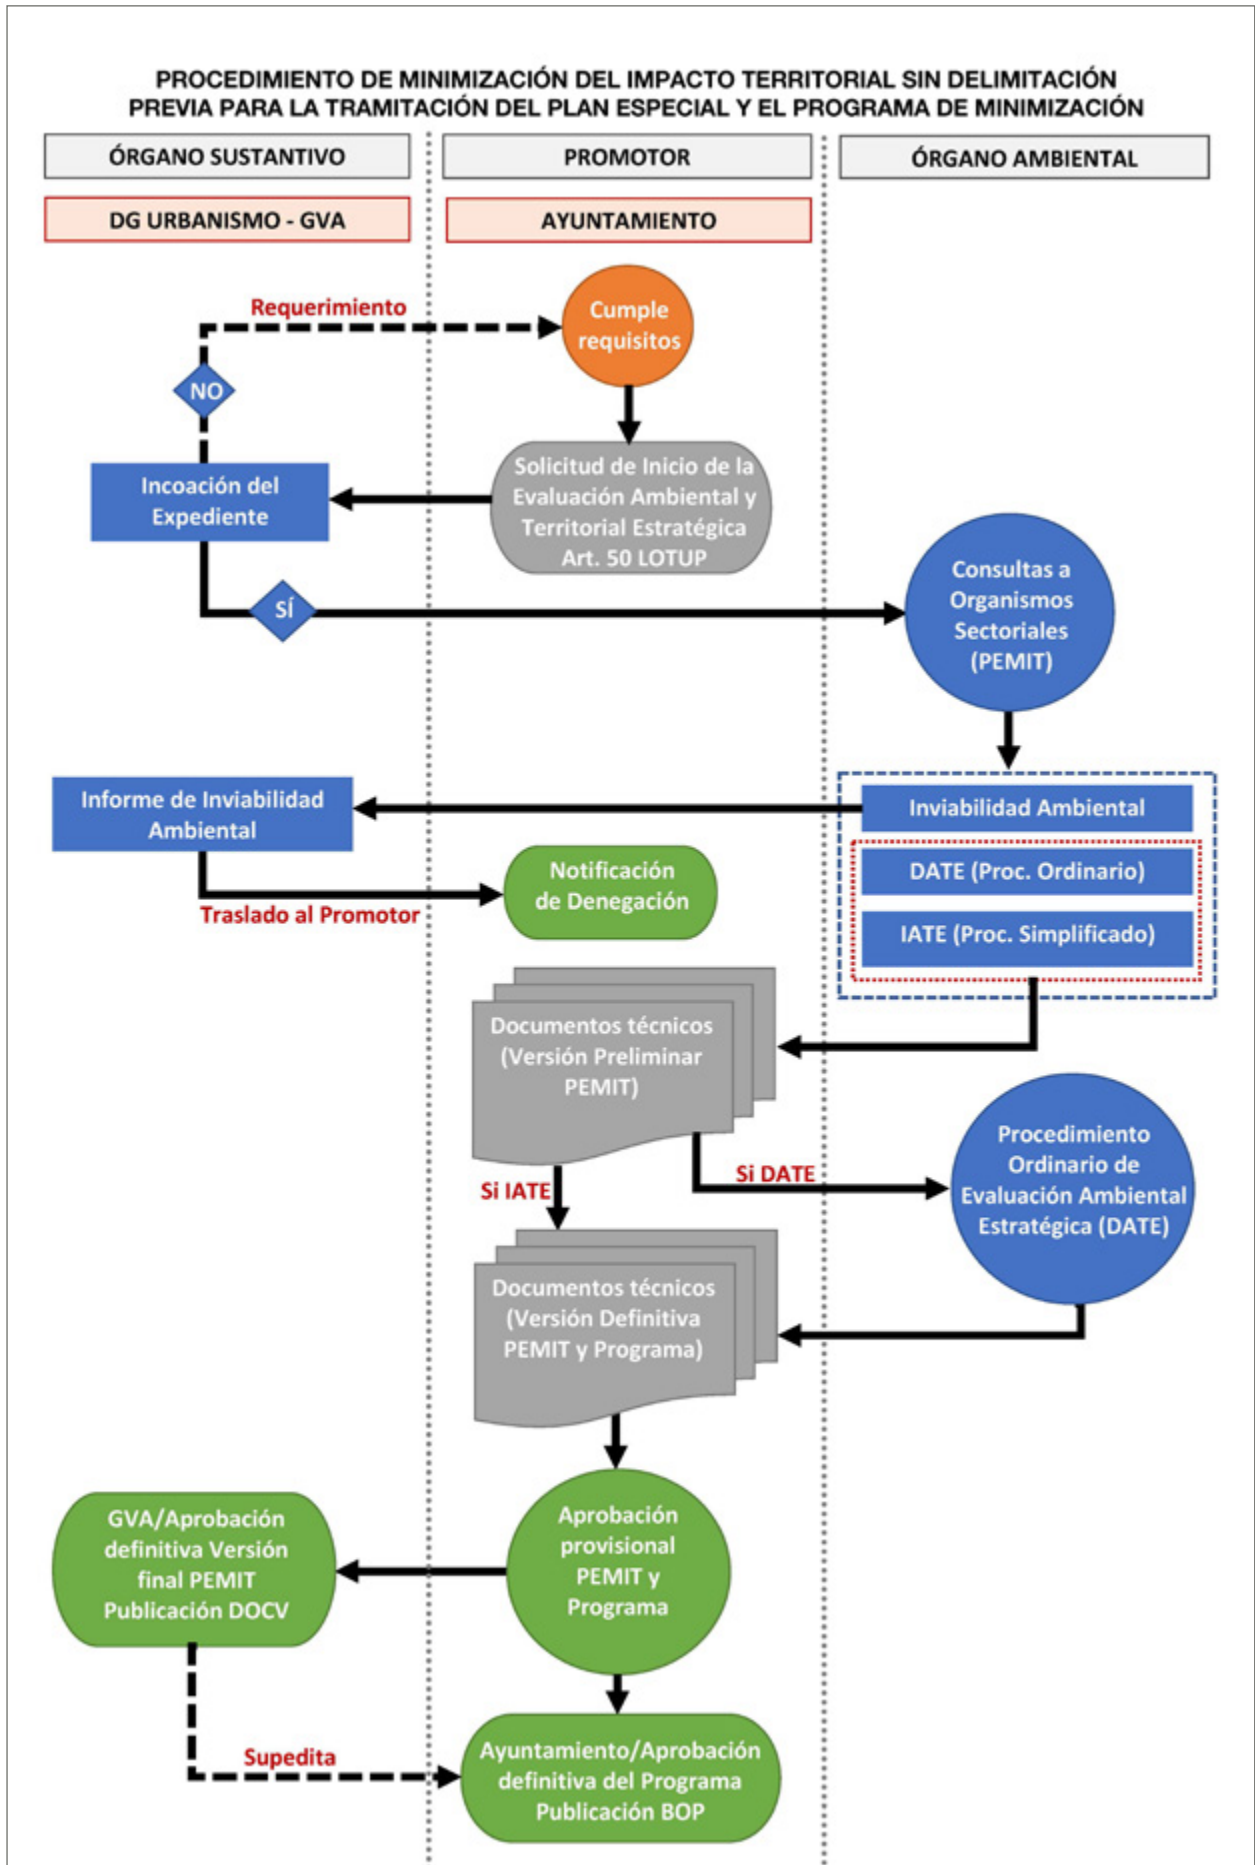 PROCEDIMIENTO DE MINIMIZACIÓN DEL IMPACTO TERRITORIAL SIN DELIMITACIÓN
PREVIA PARA LA TRAMITACIÓN DEL PLAN ESPECIAL Y EL PROGRAMA DE MINIMIZACIÓN
ÓRGANO SUSTANTIVO
PROMOTOR
ÓRGANO AMBIENTAL
DG URBANISMO - GVA
AYUNTAMIENTO
Requerimiento
Cumple
requisitos
NO
Incoación del
Expediente
Solicitud de Inicio de la
Evaluación Ambiental y
Territorial Estratégica
Art. 50 LOTUP
SÍ
Consultas a
Organismos
Sectoriales
(PEMIT)
Informe de Inviabilidad
Ambiental
Inviabilidad Ambiental
DATE (Proc. Ordinario)
IATE (Proc. Simplificado)
Traslado al Promotor
Notificación
de Denegación
Documentos técnicos
(Versión Preliminar
PEMIT)
Si IATE
Si DATE
Procedimiento
Ordinario de
Evaluación Ambiental
Estratégica (DATE)
Documentos técnicos
(Versión Definitiva
PEMIT y Programa)
GVA/Aprobación
definitiva Versión
final PEMIT
Publicación DOCV
Aprobación
provisional
PEMIT y
Programa
Supedita
Ayuntamiento/Aprobación
definitiva del Programa
Publicación BOP